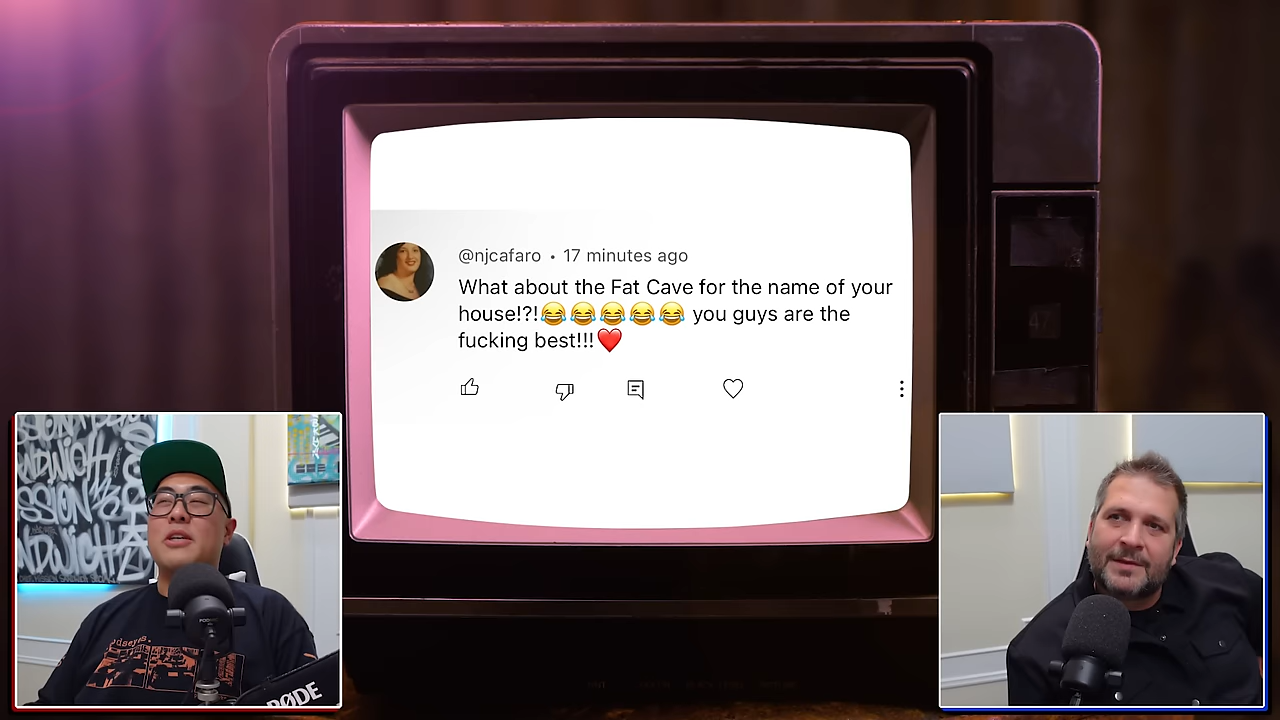 @njcafaro • 17 minutes ago
What about the Fat Cave for the name of your
house!?!😂😂😂😂😂 you guys are the
fucking best!!!❤️
RØDE